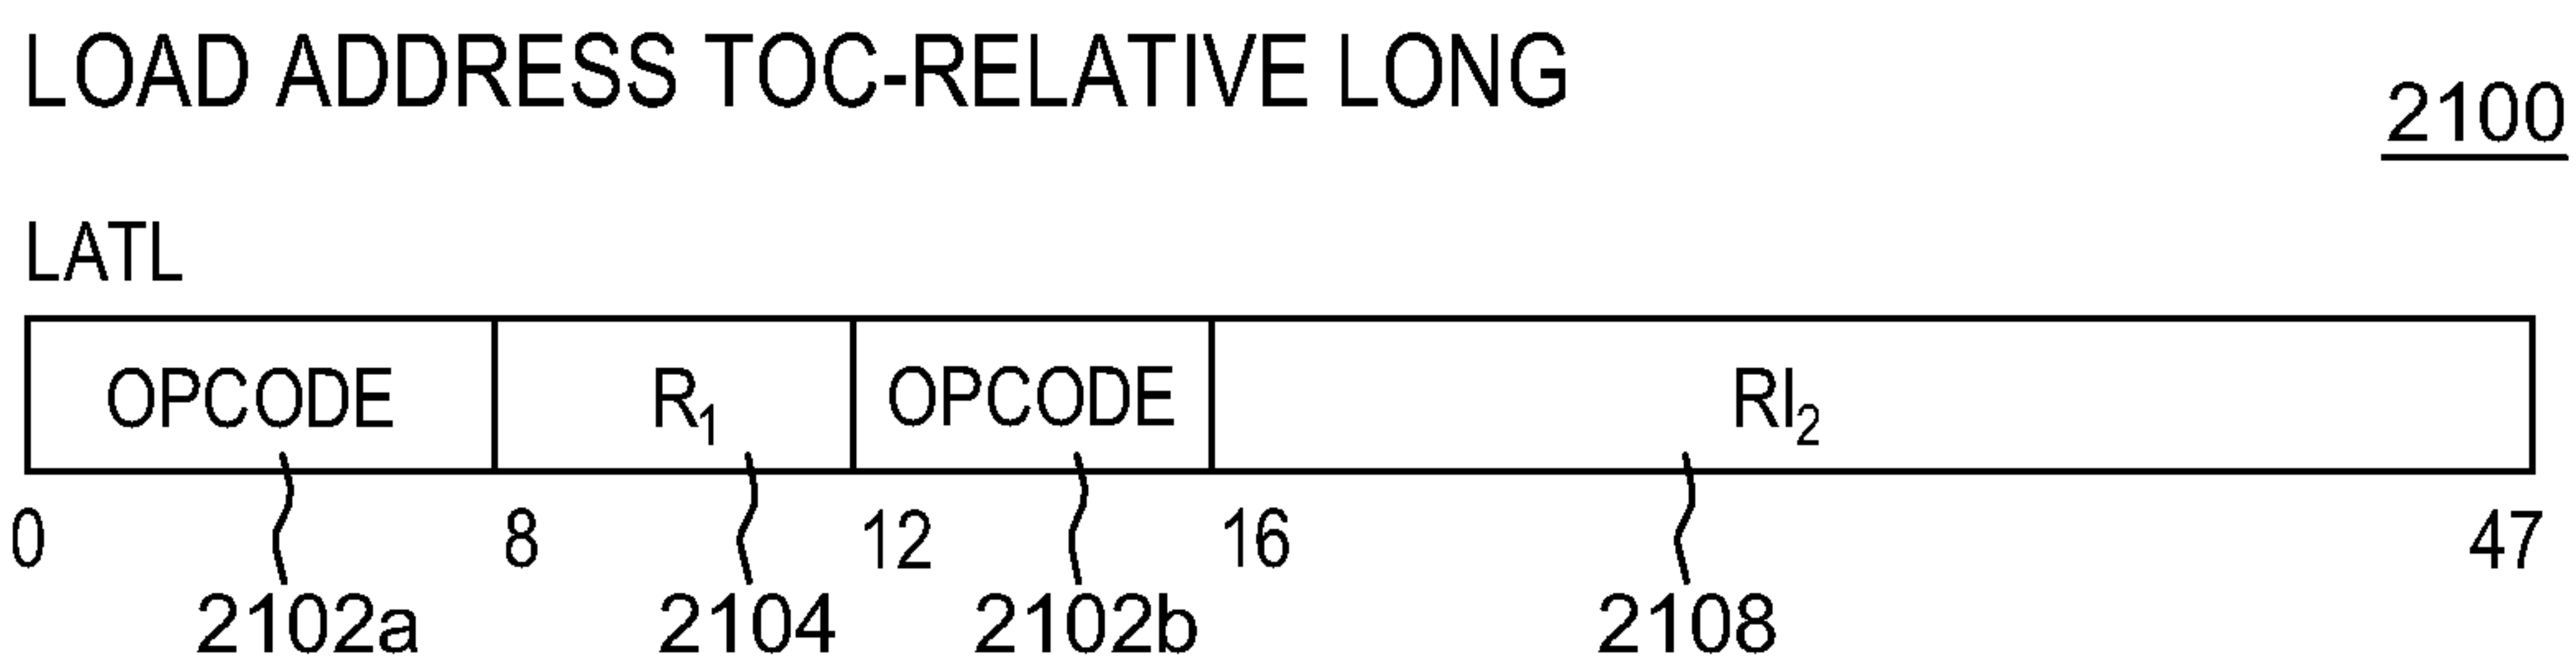 LOAD ADDRESS TOC-RELATIVE LONG
2100
LATL
OPCODE R₁ OPCODE RI₂
0 8 12 16 47
2102a 2104 2102b 2108